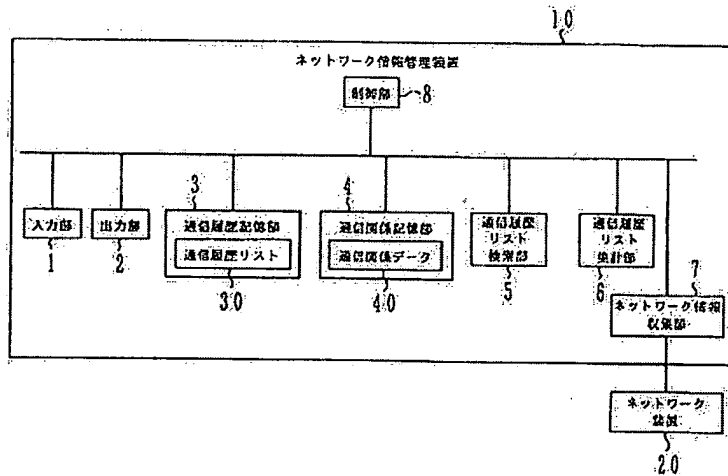 10
ネットワーク情報管理装置
制御部
8
3
4
入力部
出力部
通信履歴記憶部
通信関係記憶部
通信履歴
リスト
検索部
通信履歴
リスト
集計部
通信履歴リスト
通信関係データ
1
2
30
40
5
6
7
ネットワーク情報
収集部
ネットワーク
装置
20